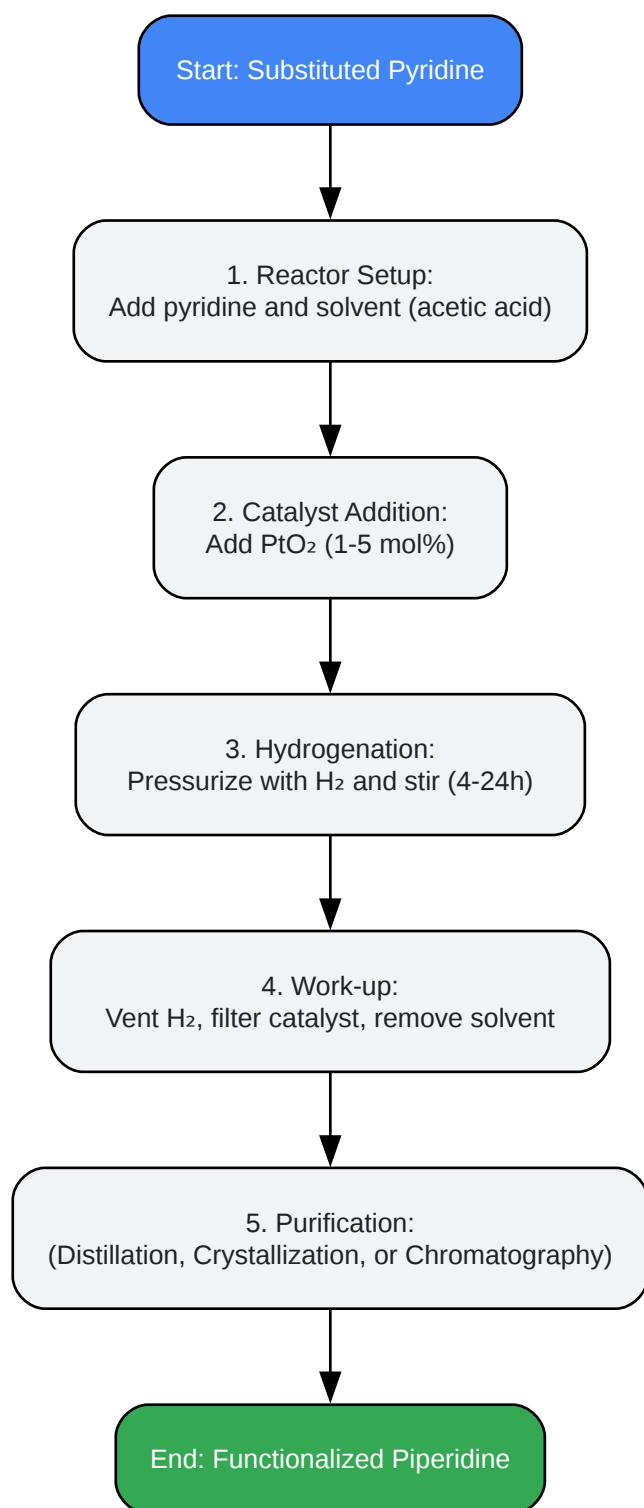 Start: Substituted Pyridine
1. Reactor Setup:
Add pyridine and solvent (acetic acid)
2. Catalyst Addition:
Add PtO₂ (1-5 mol%)
3. Hydrogenation:
Pressurize with H₂ and stir (4-24h)
4. Work-up:
Vent H₂, filter catalyst, remove solvent
5. Purification:
(Distillation, Crystallization, or Chromatography)
End: Functionalized Piperidine